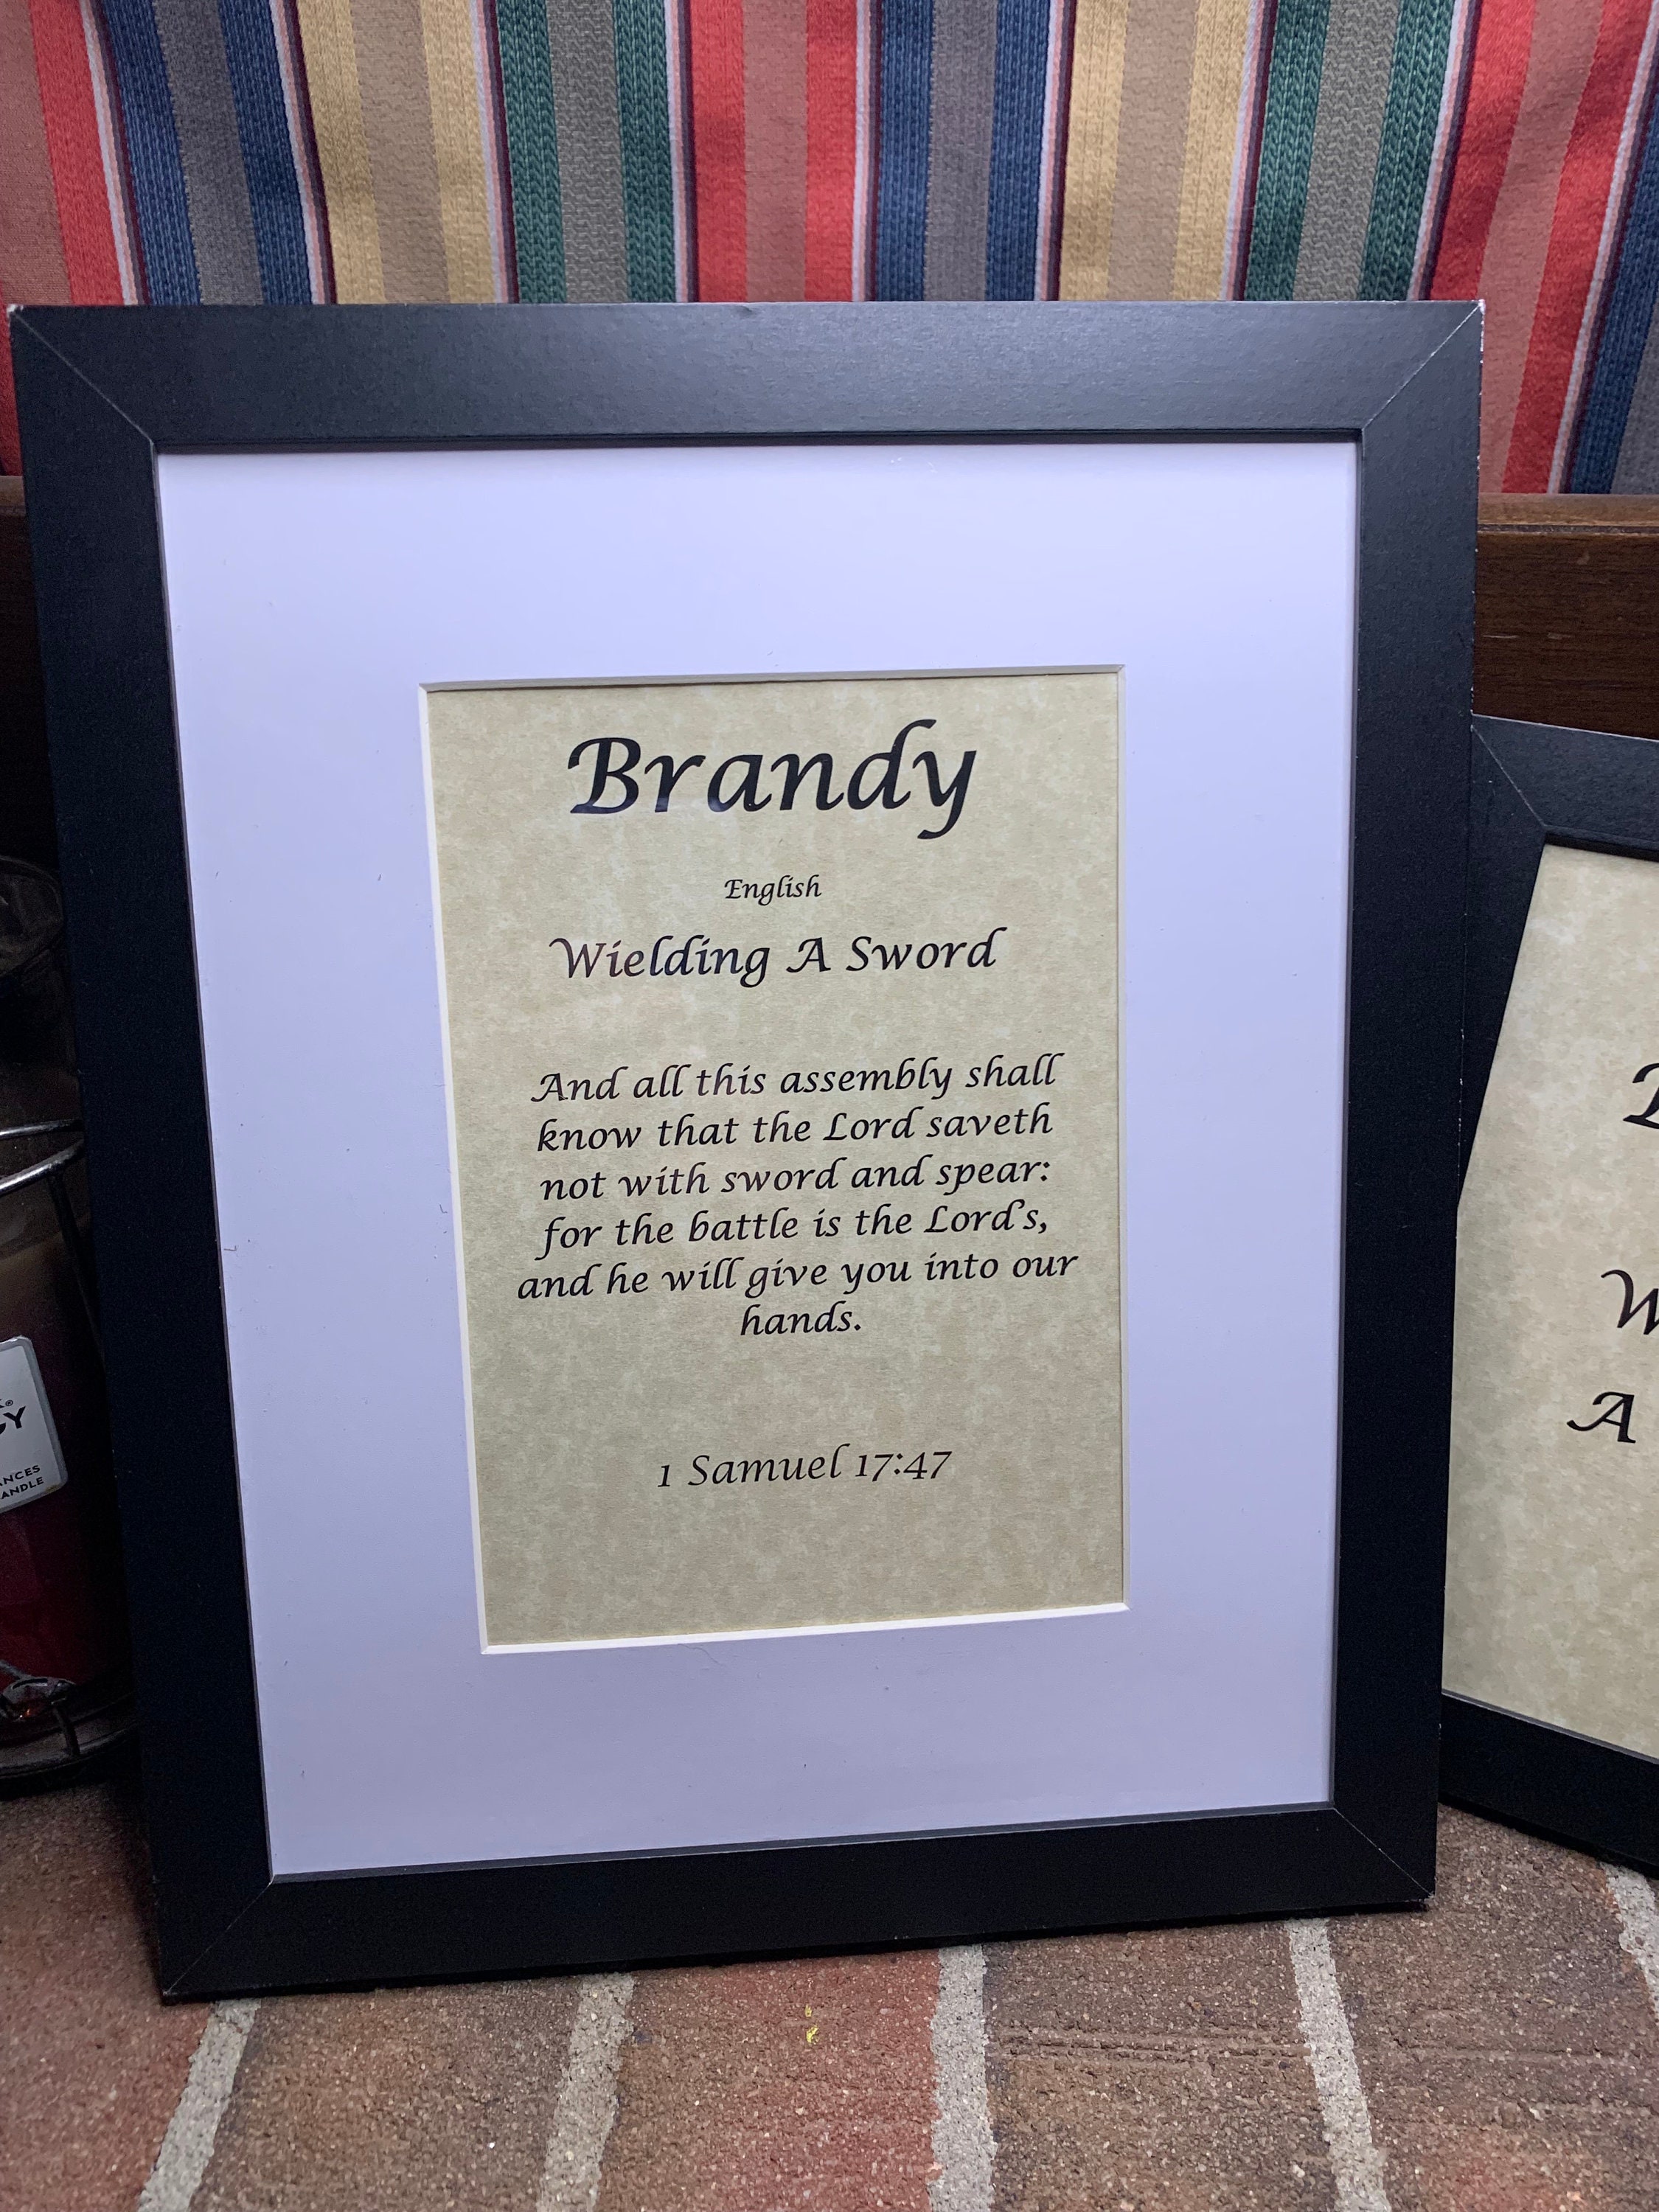 Brandy
English
Wielding A Sword
And all this assembly shall
know that the Lord saveth
not with sword and spear:
for the battle is the Lord's,
and he will give you into our
hands.
1 Samuel 17:47
A